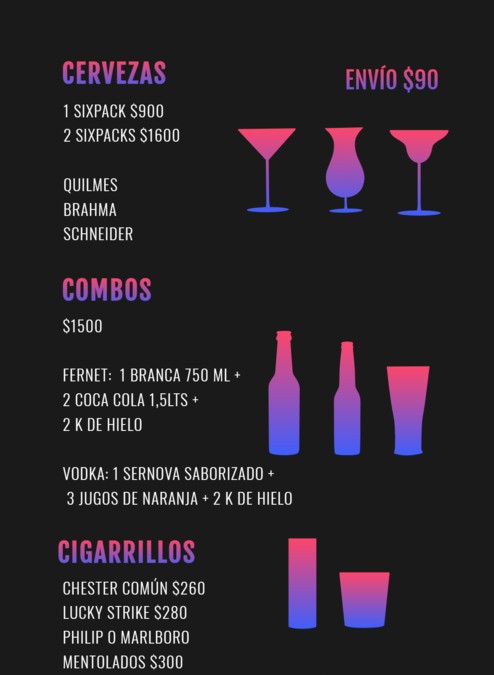 CERVEZAS
ENVÍO $90
1 SIXPACK $900
2 SIXPACKS $1600
QUILMES
BRAHMA
SCHNEIDER
COMBOS
$1500
FERNET: 1 BRANCA 750 ML +
2 COCA COLA 1,5LTS +
2 K DE HIELO
VODKA: 1 SERNOVA SABORIZADO +
3 JUGOS DE NARANJA + 2 K DE HIELO
CIGARRILLOS
CHESTER COMÚN $260
LUCKY STRIKE $280
PHILIP O MARLBORO
MENTOLADOS $300